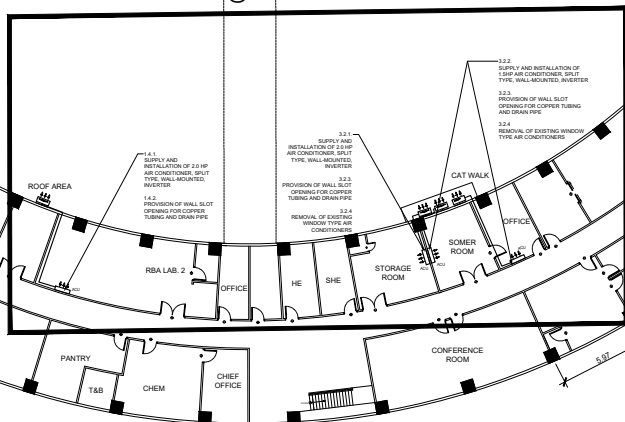 3.2.2.
SUPPLY AND INSTALLATION OF
1.5HP AIR CONDITIONER, SPLIT
TYPE, WALL-MOUNTED, INVERTER
3.2.3.
PROVISION OF WALL SLOT
OPENING FOR COPPER TUBING
AND DRAIN PIPE
3.2.4
REMOVAL OF EXISTING WINDOW
TYPE AIR CONDITIONERS
3.2.1.
SUPPLY AND
INSTALLATION OF 2.0 HP
AIR CONDITIONER, SPLIT
TYPE, WALL-MOUNTED,
INVERTER
3.2.3.
PROVISION OF WALL SLOT
OPENING FOR COPPER
TUBING AND DRAIN PIPE
3.2.4
REMOVAL OF EXISTING
WINDOW TYPE AIR
CONDITIONERS
1.4.1.
SUPPLY AND
INSTALLATION OF 2.0 HP
AIR CONDITIONER, SPLIT
TYPE, WALL-MOUNTED,
INVERTER
1.4.2.
PROVISION OF WALL SLOT
OPENING FOR COPPER
TUBING AND DRAIN PIPE
ROOF AREA
CAT WALK
OFFICE
SOMER
ROOM
ACU
ACU
ACU
RBA LAB. 2
STORAGE
ROOM
OFFICE
HE
SHE
ACU
PANTRY
T&B
CHEM
CHIEF
OFFICE
CONFERENCE
ROOM
5.97